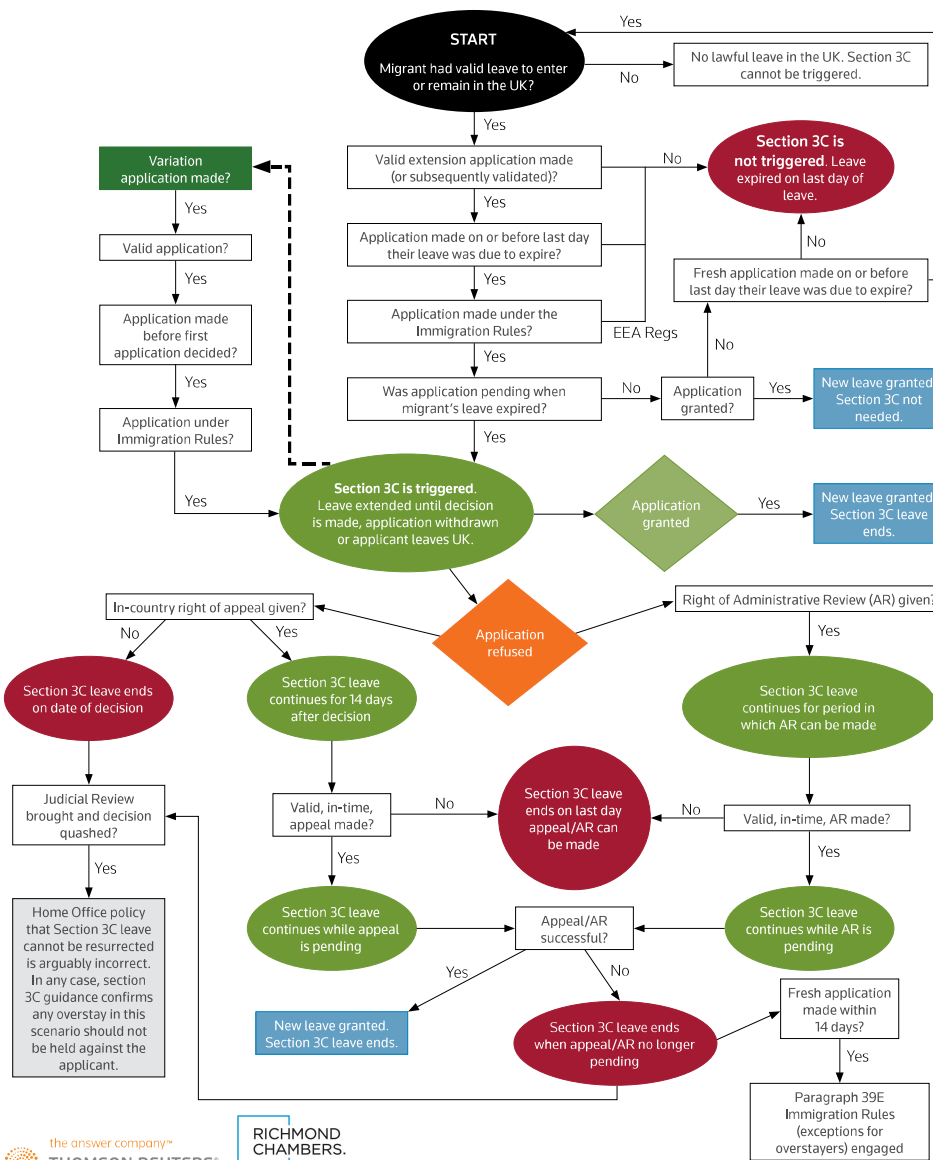 Yes
START
Migrant had valid leave to enter
or remain in the UK?
No
No lawful leave in the UK. Section 3C
cannot be triggered.
Yes
Variation
application made?
Valid extension application made
(or subsequently validated)?
No
Section 3C is
not triggered. Leave
expired on last day of
leave.
Yes
Yes
No
Valid application?
Application made on or before last day
their leave was due to expire?
Fresh application made on or before
last day their leave was due to expire?
Yes
Yes
Application made
before first
application decided?
Application made under the
Immigration Rules?
EEA Regs
No
Yes
Yes
Application under
Immigration Rules?
Was application pending when
migrant's leave expired?
No
Application
granted?
Yes
New leave granted.
Section 3C not
needed.
Yes
Yes
Section 3C is triggered.
Leave extended until decision
is made, application withdrawn
or applicant leaves UK.
Application
granted
Yes
New leave granted.
Section 3C leave
ends.
In-country right of appeal given?
Application
refused
Right of Administrative Review (AR) given?
No
Yes
Yes
Section 3C leave ends
on date of decision
Section 3C leave
continues for 14 days
after decision
Section 3C leave
continues for period in
which AR can be made
Judicial Review
brought and decision
quashed?
Valid, in-time,
appeal made?
No
Section 3C leave
ends on last day
appeal/AR can
be made
No
Valid, in-time, AR made?
Yes
Yes
Yes
Home Office policy
that Section 3C leave
cannot be resurrected
is arguably incorrect.
In any case, section
3C guidance confirms
any overstay in this
scenario should not
be held against the
applicant.
Section 3C leave
continues while appeal
is pending
Appeal/AR
successful?
Section 3C leave
continues while AR is
pending
Yes
No
New leave granted.
Section 3C leave ends.
Section 3C leave ends
when appeal/AR no longer
pending
Fresh application
made within
14 days?
Yes
Paragraph 39E
Immigration Rules
(exceptions for
overstayers) engaged
the answer company™
THOMSON REUTERS®
RICHMOND
CHAMBERS.